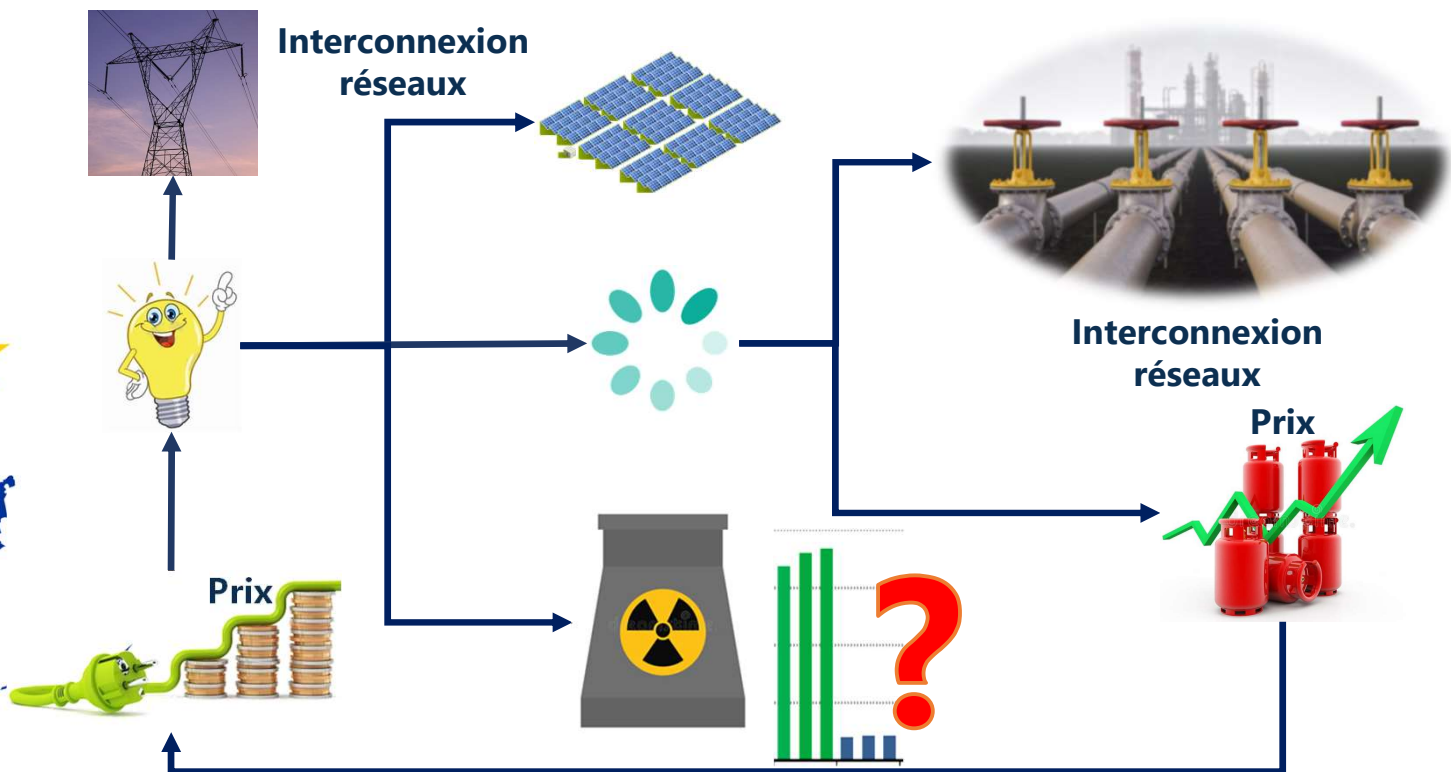 Interconnexion
réseaux
Interconnexion
réseaux
Prix
Prix
?